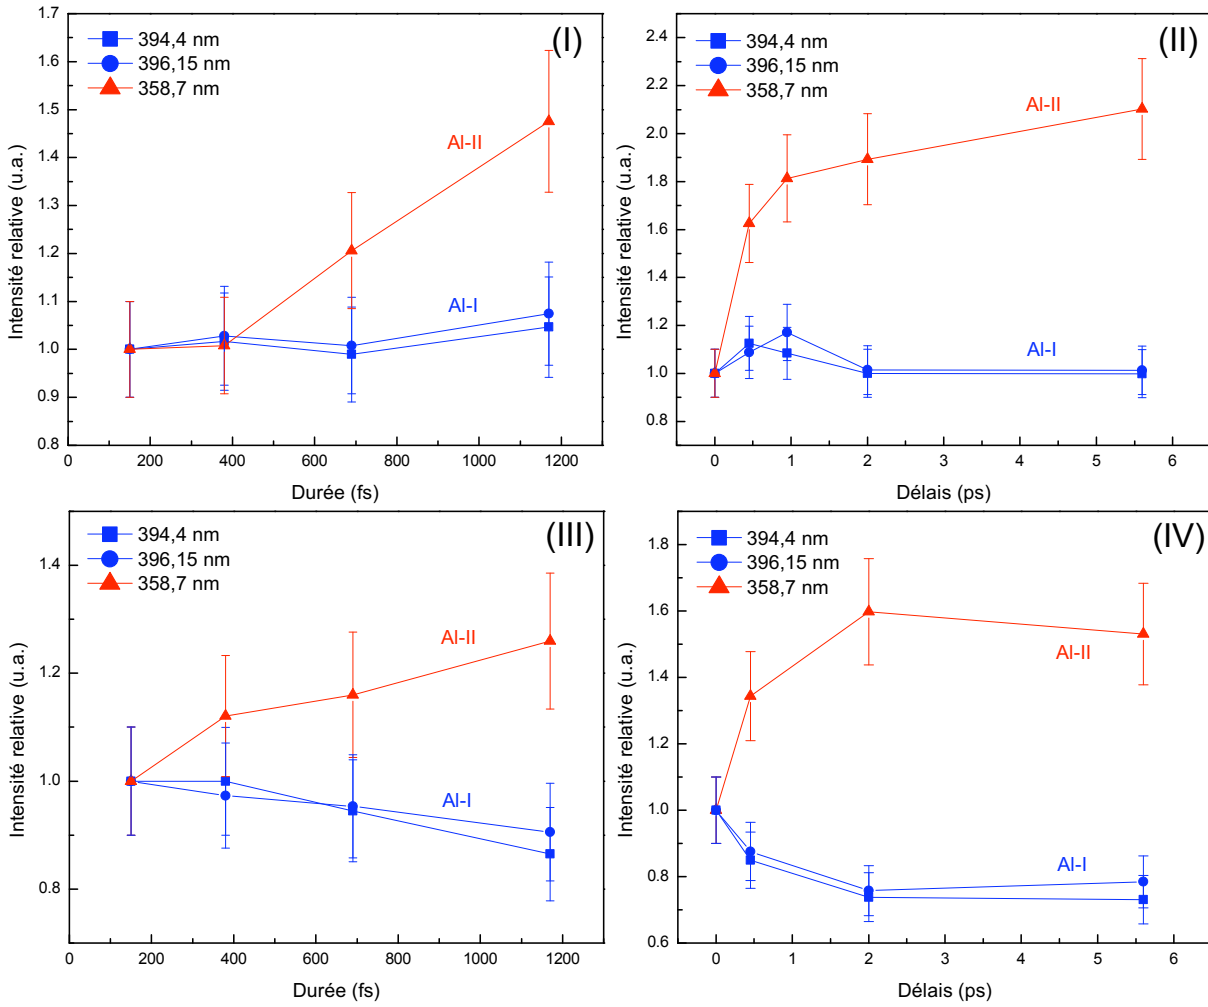 (I)
394,4 nm
396,15 nm
358,7 nm
Al-II
Al-I
Intensité relative (u.a.)
1.7
1.6
1.5
1.4
1.3
1.2
1.1
1.0
0.9
0.8
0 200 400 600 800 1000 1200
Durée (fs)
(II)
394,4 nm
396,15 nm
358,7 nm
Al-II
Al-I
Intensité relative (u.a.)
2.4
2.2
2.0
1.8
1.6
1.4
1.2
1.0
0.8
0 1 2 3 4 5 6
Délais (ps)
(III)
394,4 nm
396,15 nm
358,7 nm
Al-II
Al-I
Intensité relative (u.a.)
1.4
1.2
1.0
0.8
0 200 400 600 800 1000 1200
Durée (fs)
(IV)
394,4 nm
396,15 nm
358,7 nm
Al-II
Al-I
Intensité relative (u.a.)
1.8
1.6
1.4
1.2
1.0
0.8
0.6
0 1 2 3 4 5 6
Délais (ps)